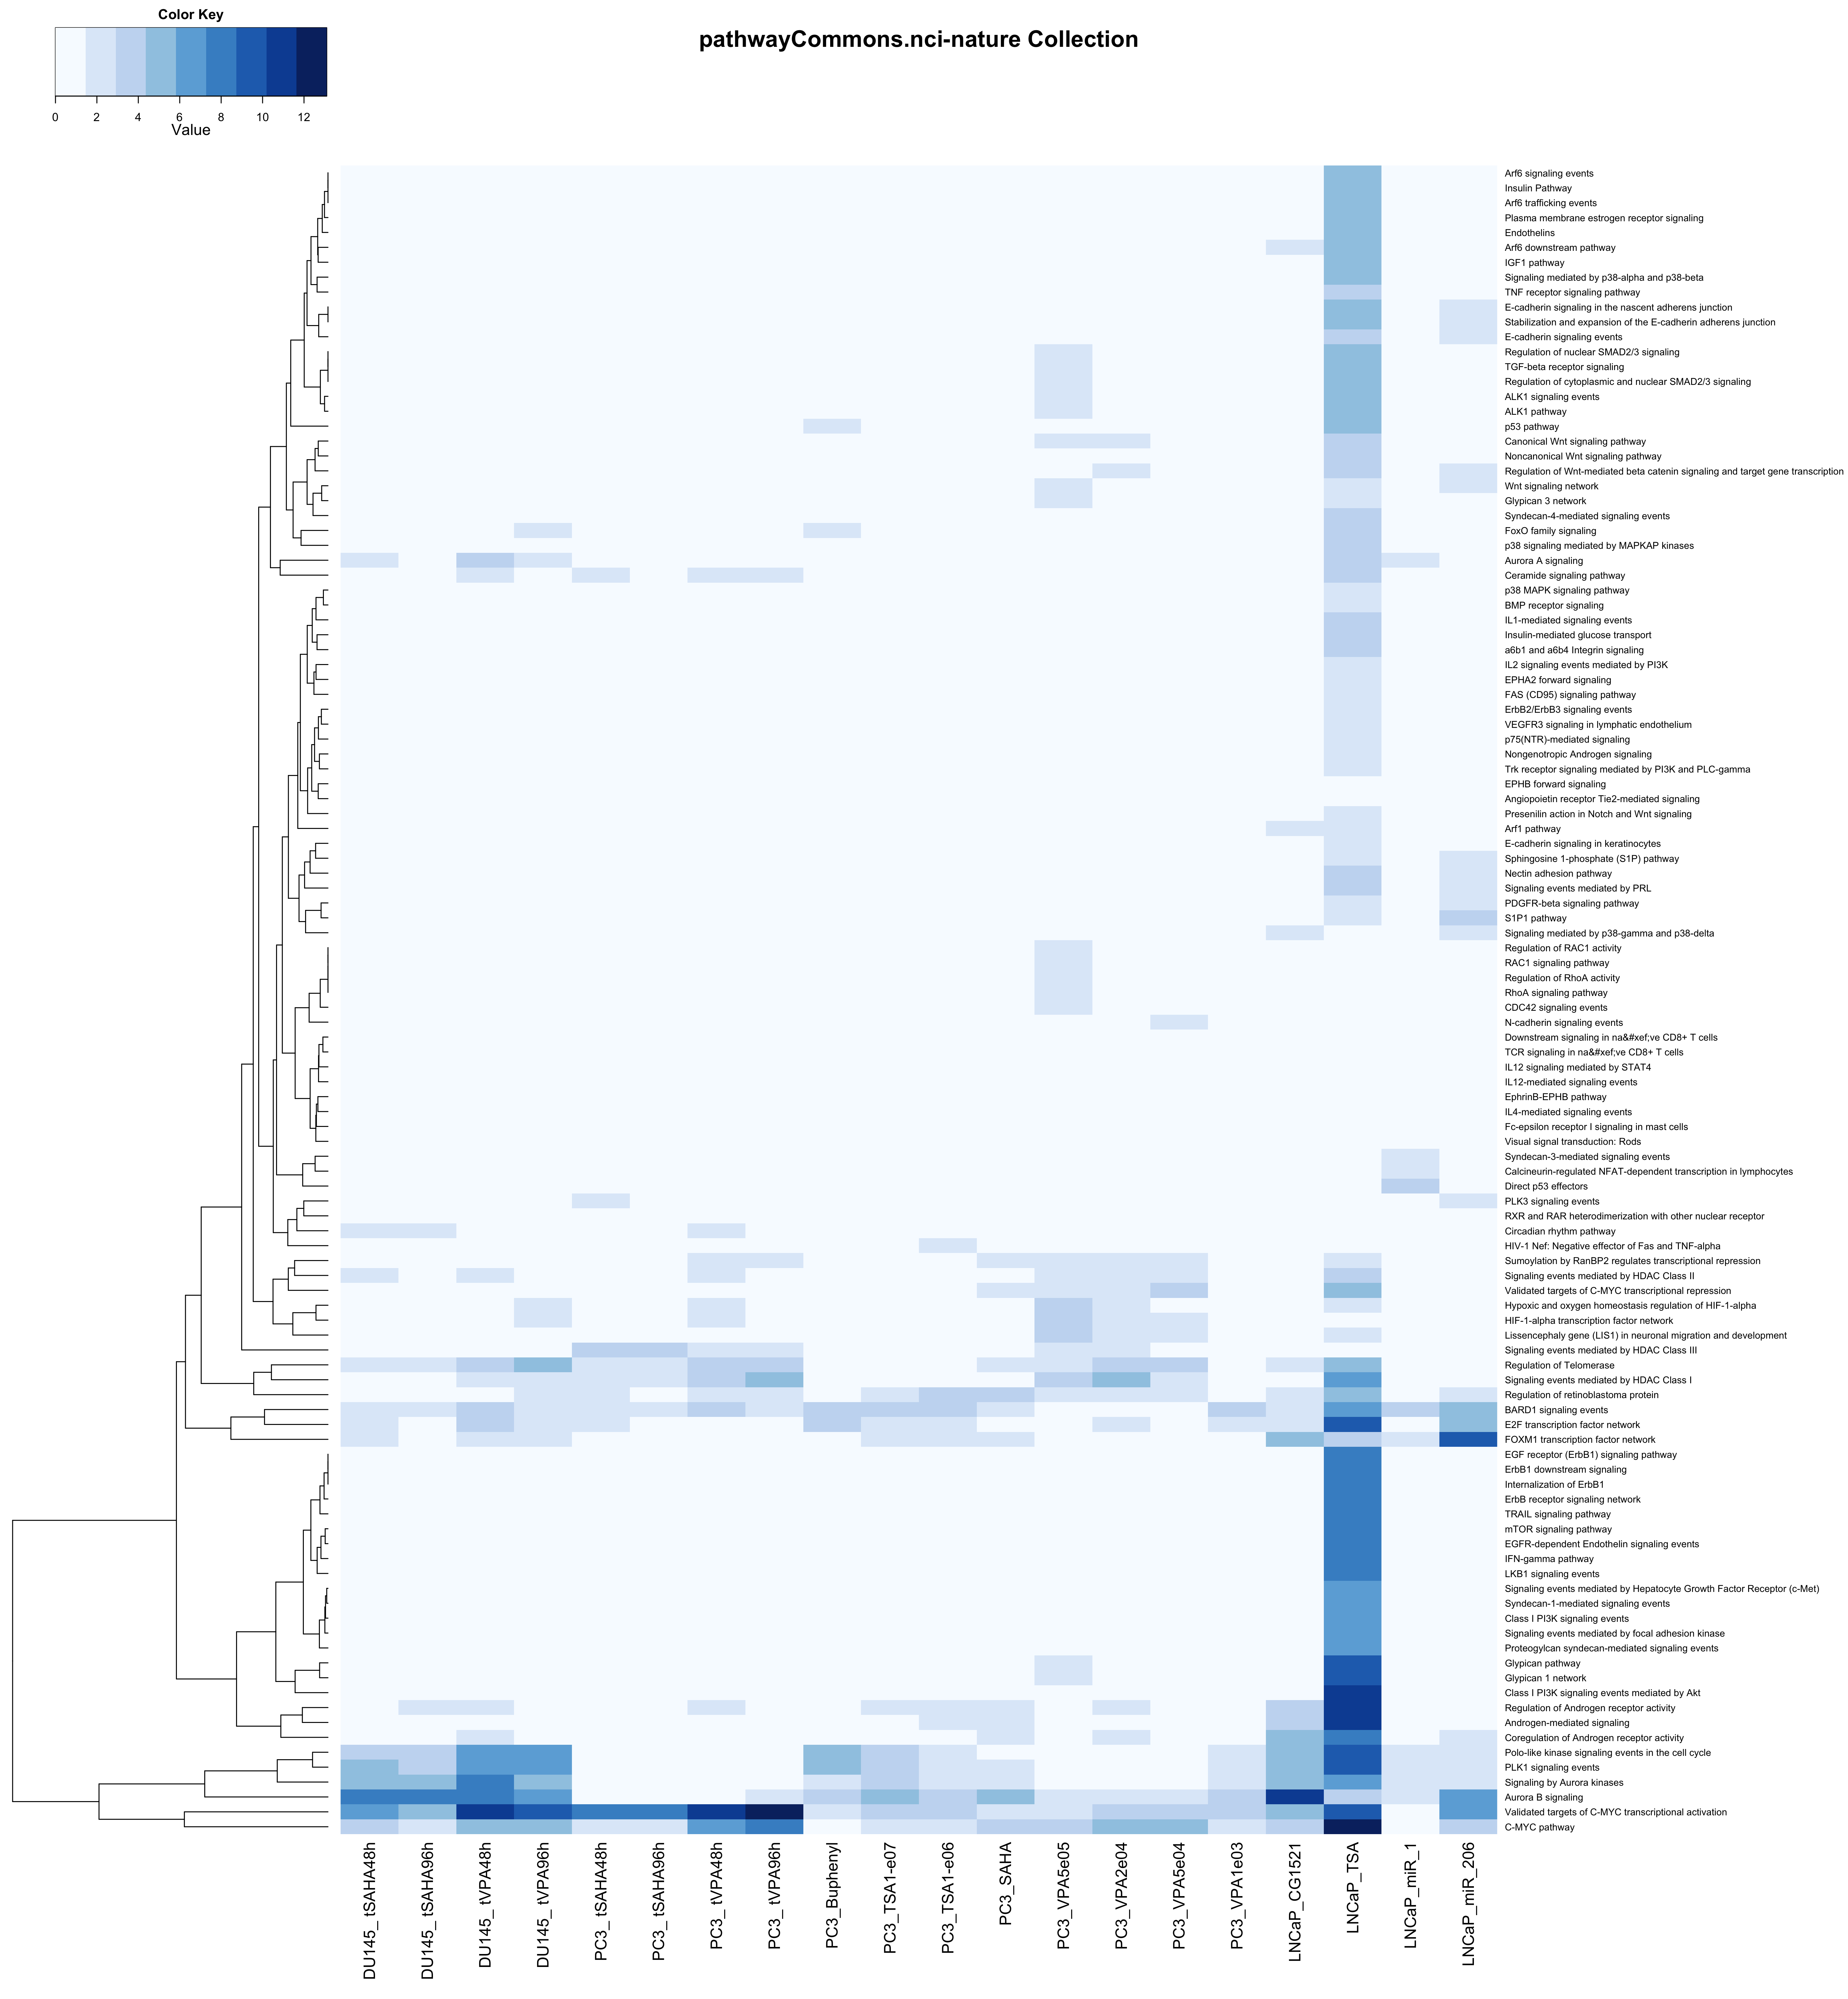 Color Key
pathwayCommons.nci-nature Collection
0 2 4 6 8 10 12
Value
Arf6 signaling events
Insulin Pathway
Arf6 trafficking events
Plasma membrane estrogen receptor signaling
Endothelins
Arf6 downstream pathway
IGF1 pathway
Signaling mediated by p38-alpha and p38-beta
TNF receptor signaling pathway
E-cadherin signaling in the nascent adherens junction
Stabilization and expansion of the E-cadherin adherens junction
E-cadherin signaling events
Regulation of nuclear SMAD2/3 signaling
TGF-beta receptor signaling
Regulation of cytoplasmic and nuclear SMAD2/3 signaling
ALK1 signaling events
ALK1 pathway
p53 pathway
Canonical Wnt signaling pathway
Noncanonical Wnt signaling pathway
Regulation of Wnt-mediated beta catenin signaling and target gene transcription
Wnt signaling network
Glypican 3 network
Syndecan-4-mediated signaling events
FoxO family signaling
p38 signaling mediated by MAPKAP kinases
Aurora A signaling
Ceramide signaling pathway
p38 MAPK signaling pathway
BMP receptor signaling
IL1-mediated signaling events
Insulin-mediated glucose transport
a6b1 and a6b4 Integrin signaling
IL2 signaling events mediated by PI3K
EPHA2 forward signaling
FAS (CD95) signaling pathway
ErbB2/ErbB3 signaling events
VEGFR3 signaling in lymphatic endothelium
p75(NTR)-mediated signaling
Nongenotropic Androgen signaling
Trk receptor signaling mediated by PI3K and PLC-gamma
EPHB forward signaling
Angiopoietin receptor Tie2-mediated signaling
Presenilin action in Notch and Wnt signaling
Arf1 pathway
E-cadherin signaling in keratinocytes
Sphingosine 1-phosphate (S1P) pathway
Nectin adhesion pathway
Signaling events mediated by PRL
PDGFR-beta signaling pathway
S1P1 pathway
Signaling mediated by p38-gamma and p38-delta
Regulation of RAC1 activity
RAC1 signaling pathway
Regulation of RhoA activity
RhoA signaling pathway
CDC42 signaling events
N-cadherin signaling events
Downstream signaling in na&#xef;ve CD8+ T cells
TCR signaling in na&#xef;ve CD8+ T cells
IL12 signaling mediated by STAT4
IL12-mediated signaling events
EphrinB-EPHB pathway
IL4-mediated signaling events
Fc-epsilon receptor I signaling in mast cells
Visual signal transduction: Rods
Syndecan-3-mediated signaling events
Calcineurin-regulated NFAT-dependent transcription in lymphocytes
Direct p53 effectors
PLK3 signaling events
RXR and RAR heterodimerization with other nuclear receptor
Circadian rhythm pathway
HIV-1 Nef: Negative effector of Fas and TNF-alpha
Sumoylation by RanBP2 regulates transcriptional repression
Signaling events mediated by HDAC Class II
Validated targets of C-MYC transcriptional repression
Hypoxic and oxygen homeostasis regulation of HIF-1-alpha
HIF-1-alpha transcription factor network
Lissencephaly gene (LIS1) in neuronal migration and development
Signaling events mediated by HDAC Class III
Regulation of Telomerase
Signaling events mediated by HDAC Class I
Regulation of retinoblastoma protein
BARD1 signaling events
E2F transcription factor network
FOXM1 transcription factor network
EGF receptor (ErbB1) signaling pathway
ErbB1 downstream signaling
Internalization of ErbB1
ErbB receptor signaling network
TRAIL signaling pathway
mTOR signaling pathway
EGFR-dependent Endothelin signaling events
IFN-gamma pathway
LKB1 signaling events
Signaling events mediated by Hepatocyte Growth Factor Receptor (c-Met)
Syndecan-1-mediated signaling events
Class I PI3K signaling events
Signaling events mediated by focal adhesion kinase
Proteogylcan syndecan-mediated signaling events
Glypican pathway
Glypican 1 network
Class I PI3K signaling events mediated by Akt
Regulation of Androgen receptor activity
Androgen-mediated signaling
Coregulation of Androgen receptor activity
Polo-like kinase signaling events in the cell cycle
PLK1 signaling events
Signaling by Aurora kinases
Aurora B signaling
Validated targets of C-MYC transcriptional activation
C-MYC pathway
DU145_ tSAHA48h
DU145_ tSAHA96h
DU145_ tVPA48h
DU145_ tVPA96h
PC3_ tSAHA48h
PC3_ tSAHA96h
PC3_ tVPA48h
PC3_ tVPA96h
PC3_Buphenyl
PC3_TSA1-e07
PC3_TSA1-e06
PC3_SAHA
PC3_VPA5e05
PC3_VPA2e04
PC3_VPA5e04
PC3_VPA1e03
LNCaP_CG1521
LNCaP_TSA
LNCaP_miR_1
LNCaP_miR_206